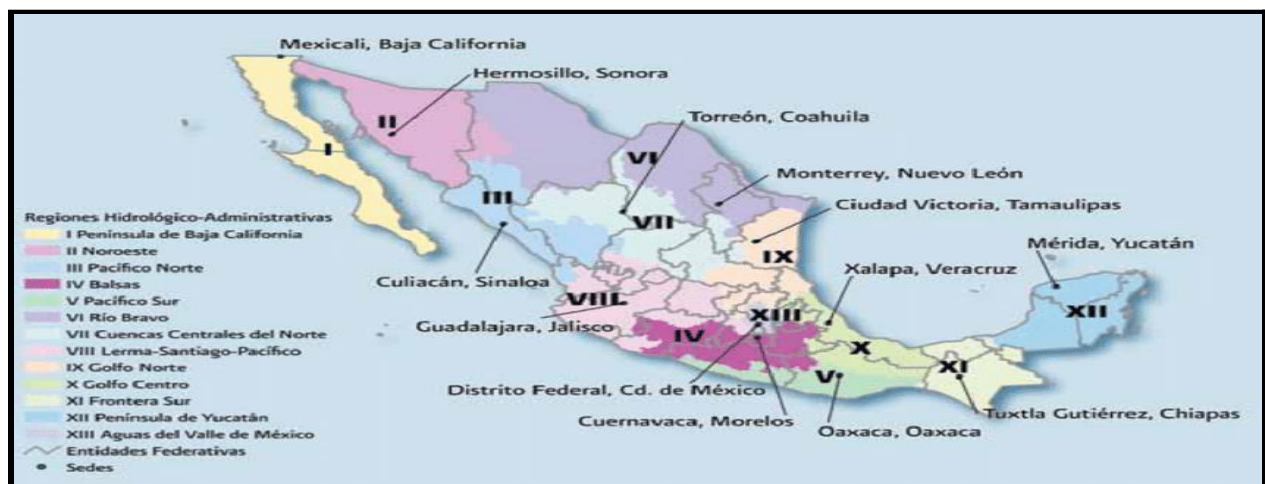 Mexicali, Baja California
Hermosillo, Sonora
Torreón, Coahuila
Monterrey, Nuevo León
Ciudad Victoria, Tamaulipas
Mérida, Yucatán
Xalapa, Veracruz
Culiacán, Sinaloa
Guadalajara, Jalisco
Distrito Federal, Cd. de México
Cuernavaca, Morelos
Oaxaca, Oaxaca
Tuxtla Gutiérrez, Chiapas
I
II
III
VI
VII
IX
VIII
XIII
IV
X
V
XI
XII
Regiones Hidrológico-Administrativas
I Península de Baja California
II Noroeste
III Pacífico Norte
IV Balsas
V Pacífico Sur
VI Río Bravo
VII Cuencas Centrales del Norte
VIII Lerma-Santiago-Pacífico
IX Golfo Norte
X Golfo Centro
XI Frontera Sur
XII Península de Yucatán
XIII Aguas del Valle de México
Entidades Federativas
Sedes